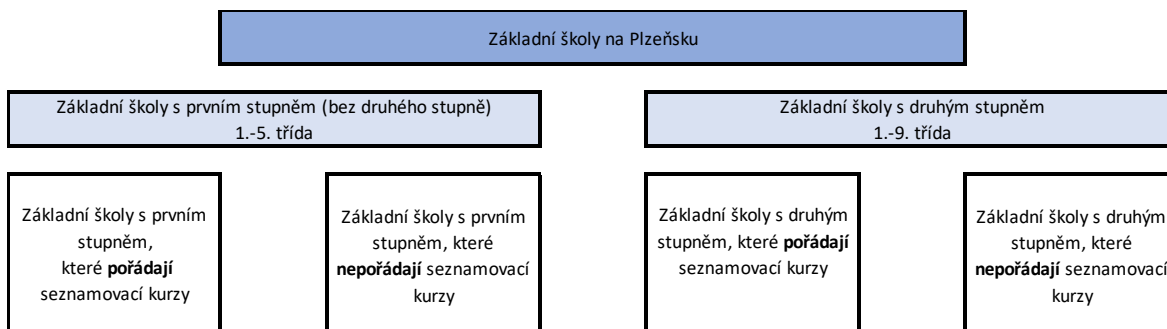 Základní školy na Plzeňsku
Základní školy s prvním stupněm (bez druhého stupně)
1.-5. třída
Základní školy s druhým stupněm
1.-9. třída
Základní školy s prvním
stupněm,
které pořádají
seznamovací kurzy
Základní školy s prvním
stupněm, které
nepořádají seznamovací
kurzy
Základní školy s druhým
stupněm, které pořádají
seznamovací kurzy
Základní školy s druhým
stupněm, které
nepořádají seznamovací
kurzy